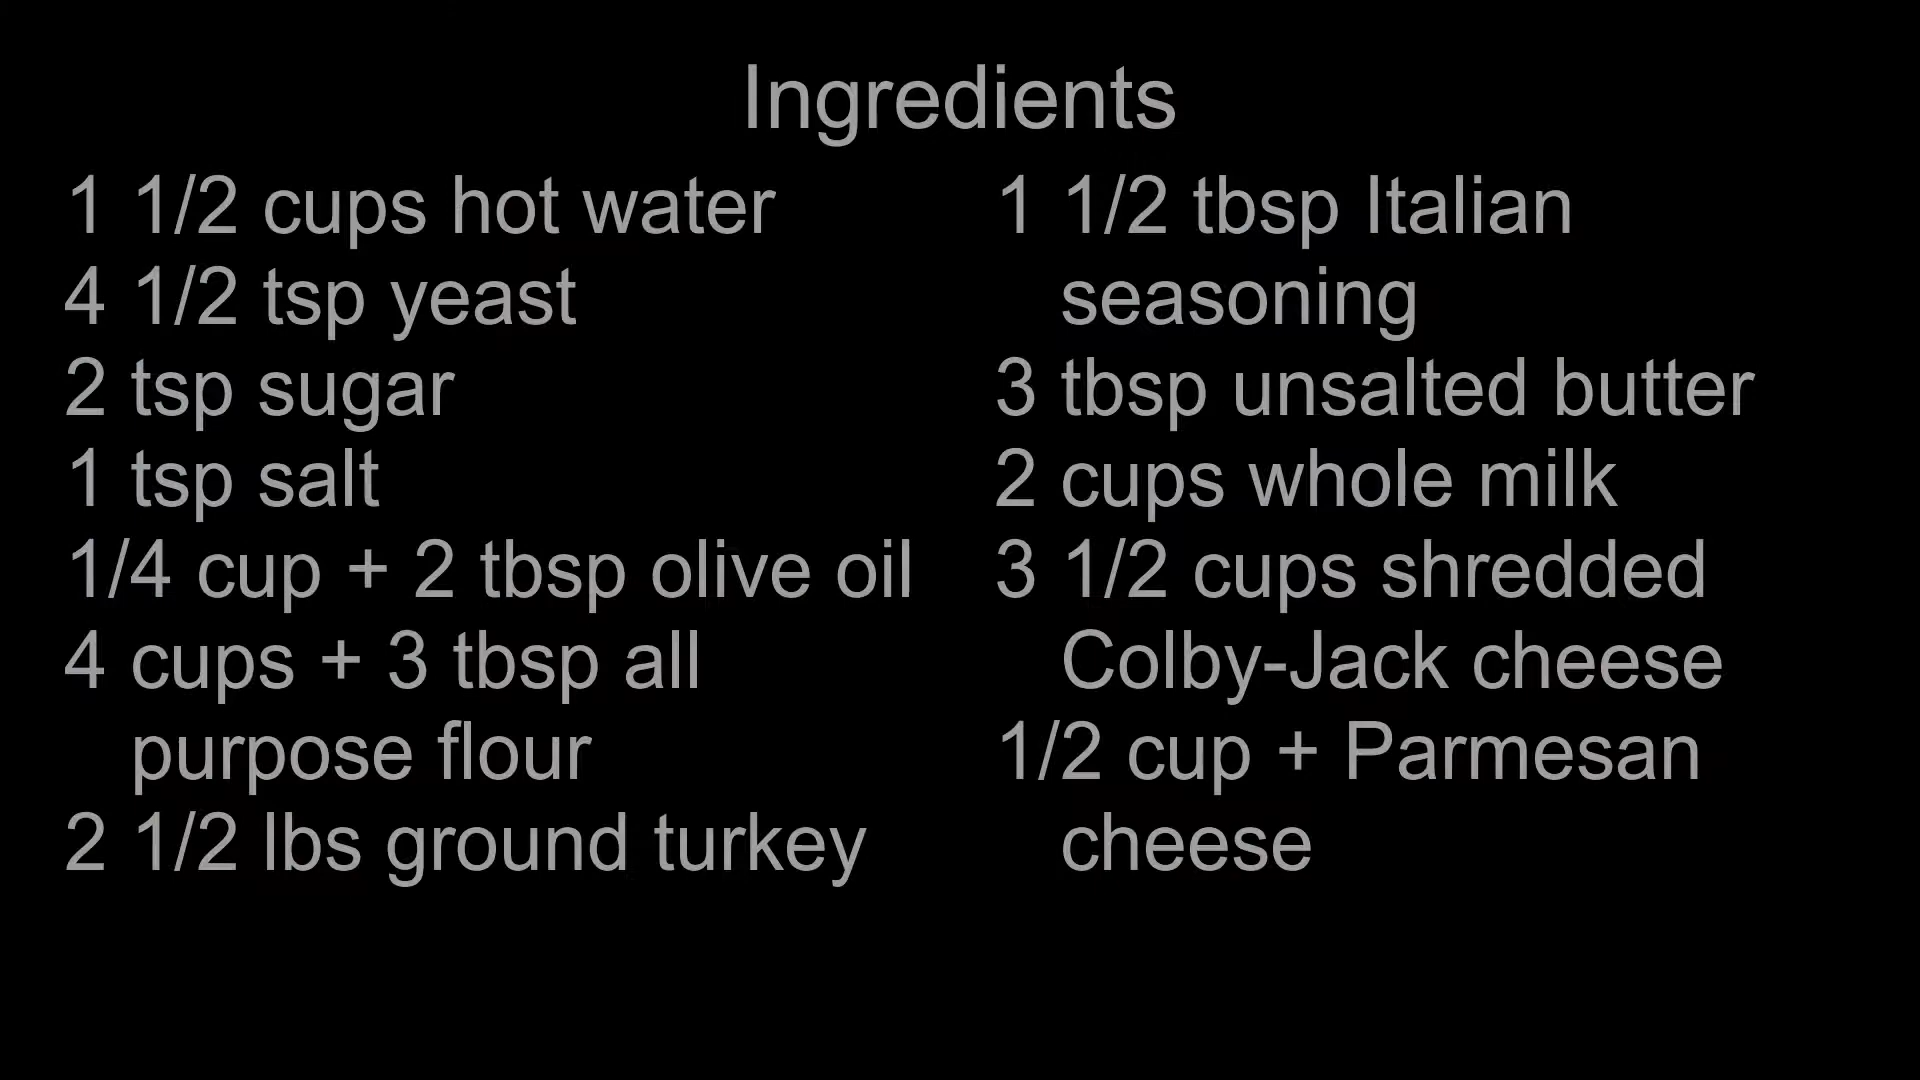 Ingredients
1 1/2 cups hot water
4 1/2 tsp yeast
2 tsp sugar
1 tsp salt
1/4 cup + 2 tbsp olive oil
4 cups + 3 tbsp all
purpose flour
2 1/2 lbs ground turkey
1 1/2 tbsp Italian
seasoning
3 tbsp unsalted butter
2 cups whole milk
3 1/2 cups shredded
Colby-Jack cheese
1/2 cup + Parmesan
cheese